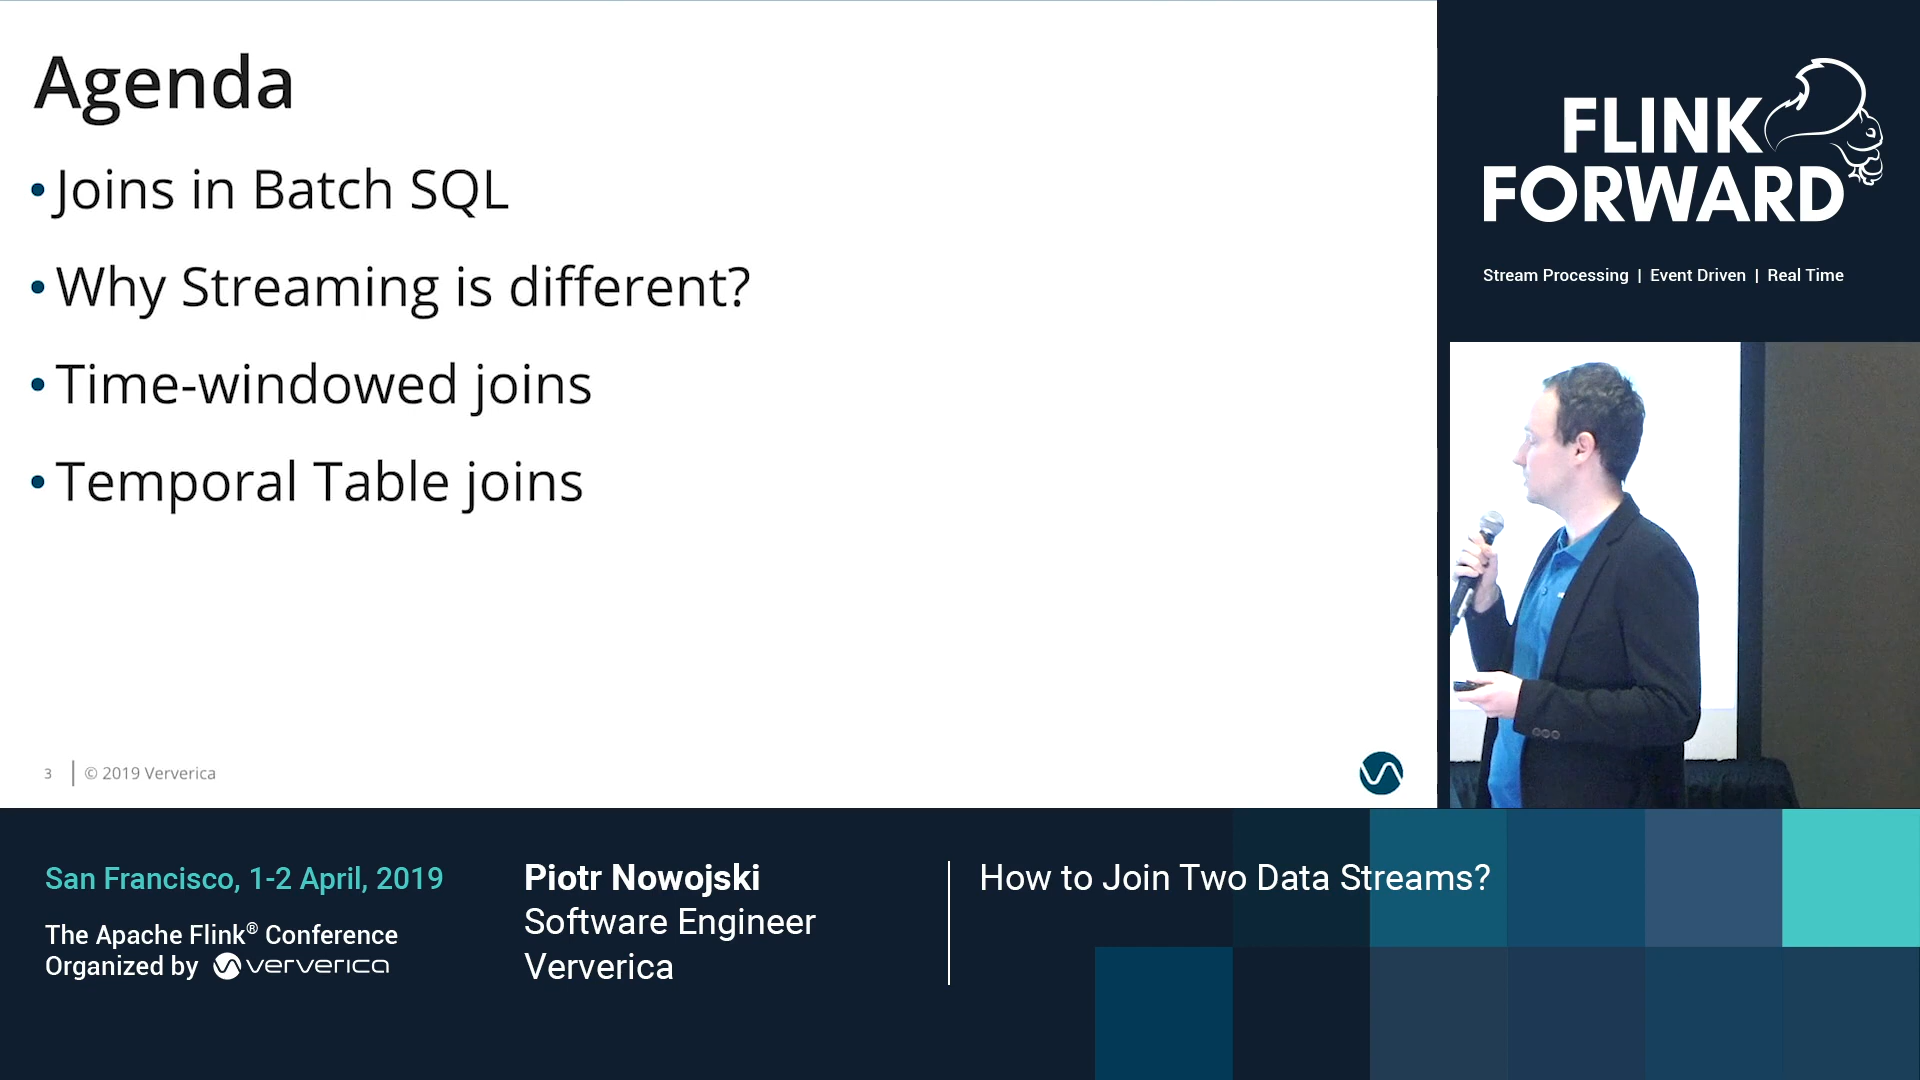 Agenda
• Joins in Batch SQL
• Why Streaming is different?
• Time-windowed joins
• Temporal Table joins
3 | © 2019 Ververica
FLINK
FORWARD
Stream Processing | Event Driven | Real Time
San Francisco, 1-2 April, 2019
The Apache Flink® Conference
Organized by ververica
Piotr Nowojski
Software Engineer
Ververica
How to Join Two Data Streams?